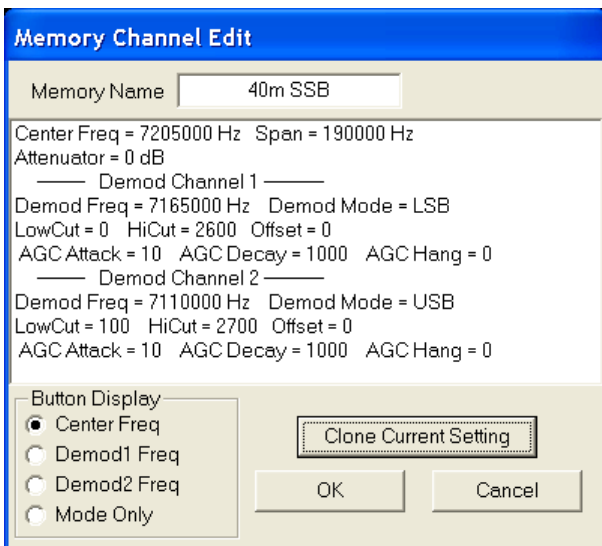 Memory Channel Edit
Memory Name 40m SSB
Center Freq = 7205000 Hz Span = 190000 Hz
Attenuator = 0 dB
——— Demod Channel 1 ———
Demod Freq = 7165000 Hz Demod Mode = LSB
LowCut = 0 HiCut = 2600 Offset = 0
AGC Attack = 10 AGC Decay = 1000 AGC Hang = 0
——— Demod Channel 2 ———
Demod Freq = 7110000 Hz Demod Mode = USB
LowCut = 100 HiCut = 2700 Offset = 0
AGC Attack = 10 AGC Decay = 1000 AGC Hang = 0
Button Display
Center Freq
Demod1 Freq
Demod2 Freq
Mode Only
Clone Current Setting
OK Cancel